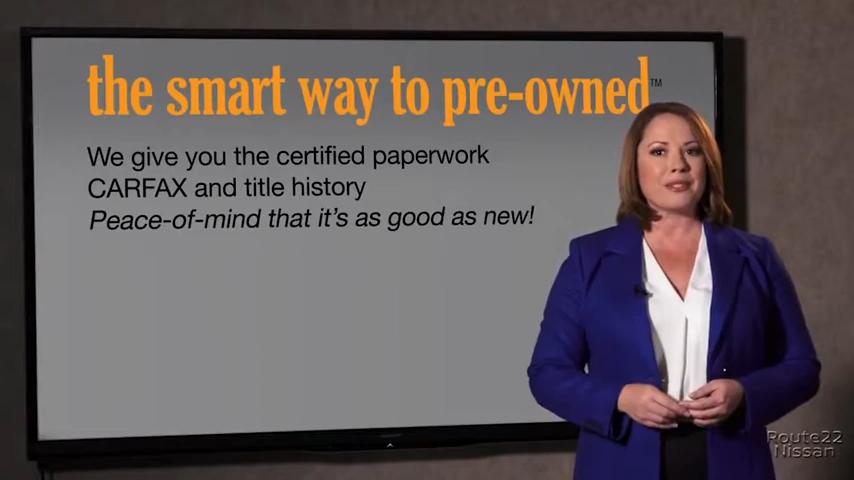 the smart way to pre-owned™
We give you the certified paperwork
CARFAX and title history
Peace-of-mind that it's as good as new!
Route22
Nissan